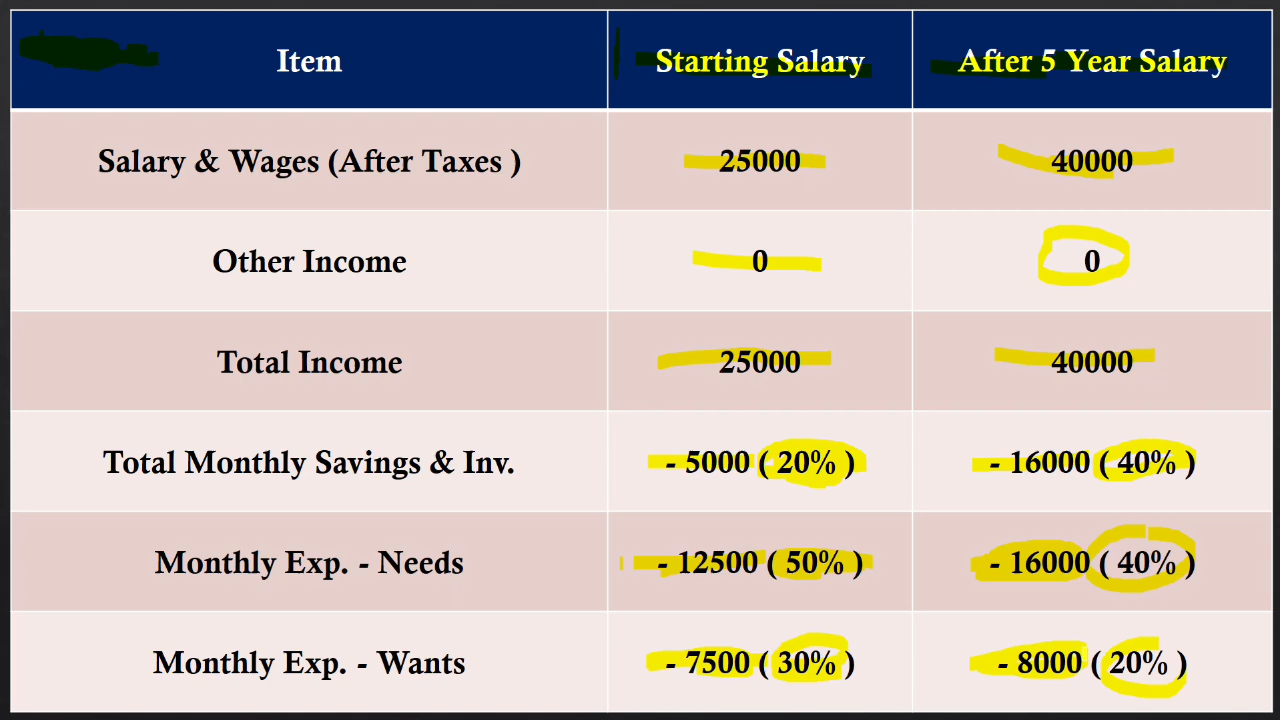 Item Starting Salary After 5 Year Salary
Salary & Wages (After Taxes ) 25000 40000
Other Income 0 0
Total Income 25000 40000
Total Monthly Savings & Inv. - 5000 ( 20% ) - 16000 ( 40% )
Monthly Exp. - Needs - 12500 ( 50% ) - 16000 ( 40% )
Monthly Exp. - Wants - 7500 ( 30% ) - 8000 ( 20% )